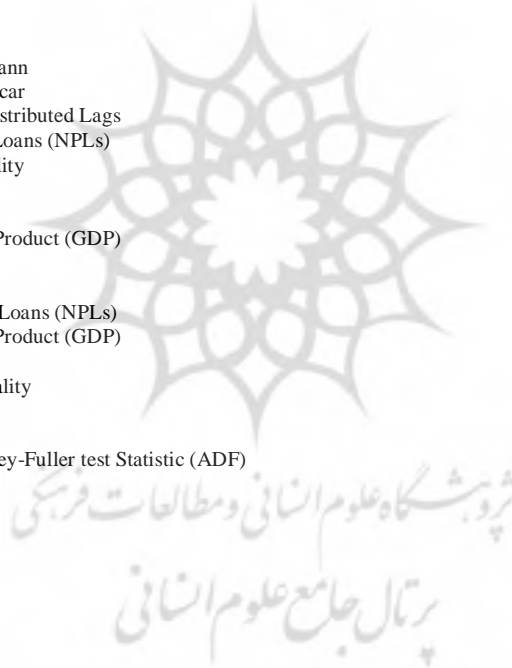 ann
car
stributed Lags
Loans (NPLs)
lity
Product (GDP)
Loans (NPLs)
Product (GDP)
ality
ey-Fuller test Statistic (ADF)
پژوهشگاه علوم انسانی و مطالعات فرهنگی
پرتال جامع علوم انسانی